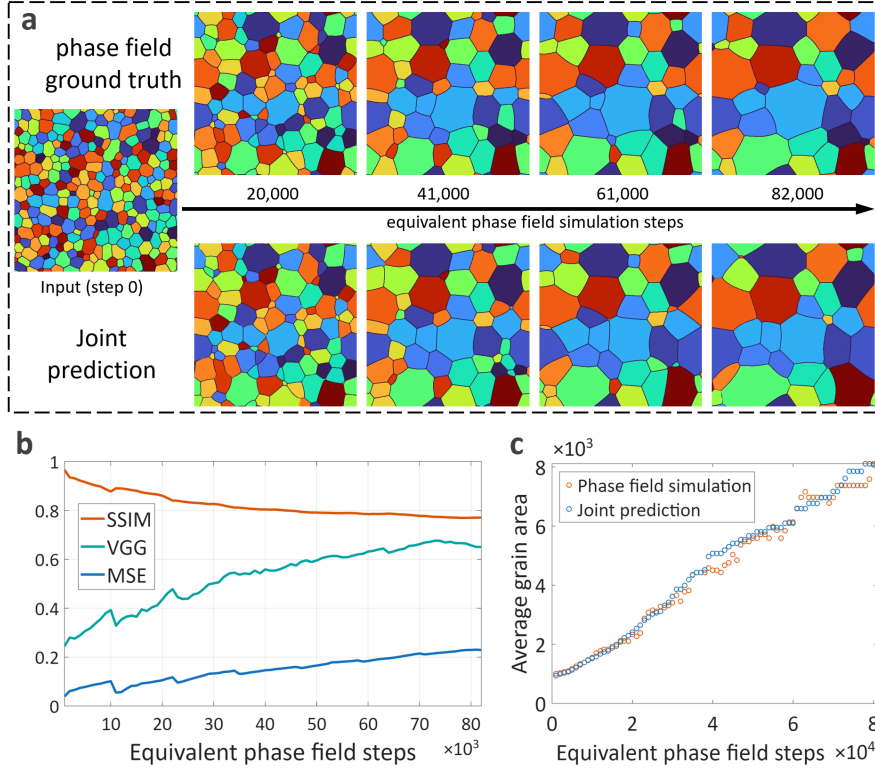 a
phase field
ground truth
Input (step 0)
20,000 41,000 61,000 82,000
equivalent phase field simulation steps
Joint
prediction
b
1
0.8
0.6
0.4
0.2
0
SSIM
VGG
MSE
10 20 30 40 50 60 70 80
Equivalent phase field steps ×10³
c
×10³
8
6
4
2
0
Average grain area
Phase field simulation
Joint prediction
0 2 4 6 8
Equivalent phase field steps ×10⁴